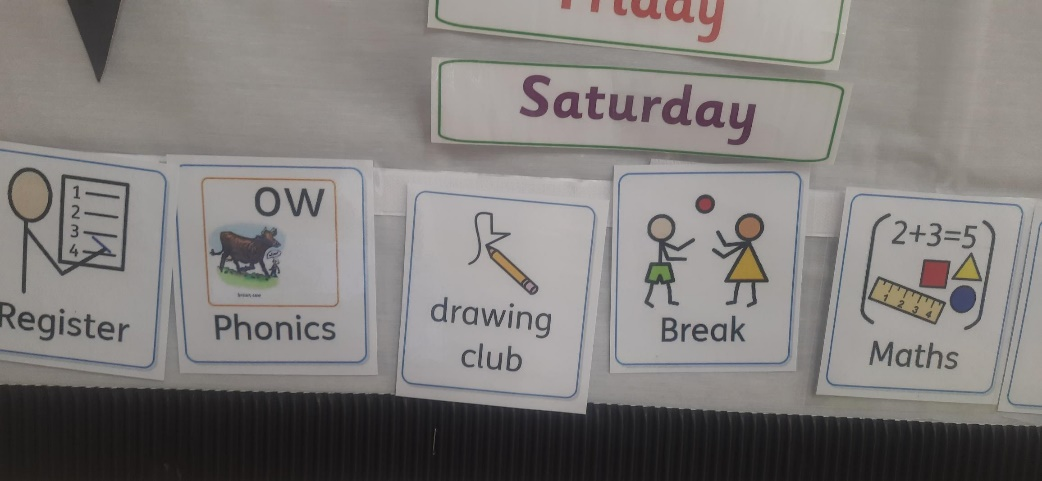 Friday
Saturday
1
2
3
4
Register
ow
Phonics
drawing
club
Break
2+3=5
1 2 3 4
Maths